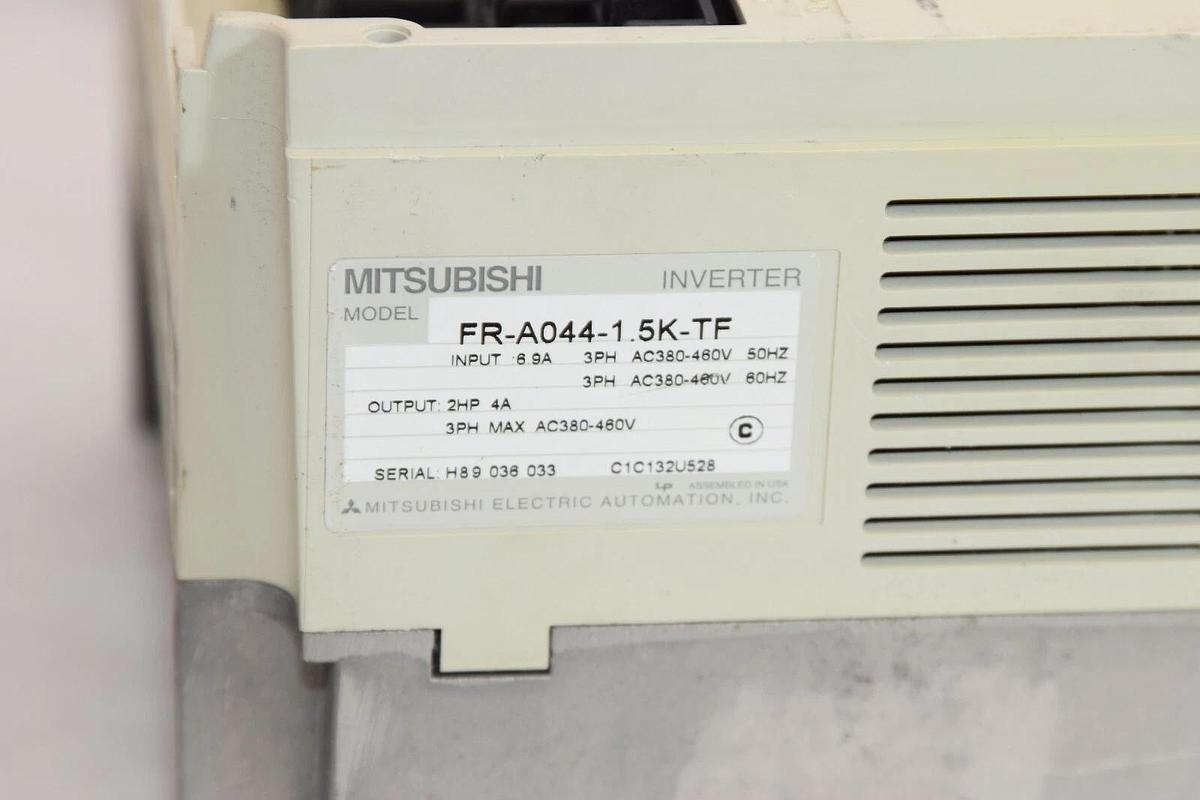 MITSUBISHI INVERTER
MODEL FR-A044-1.5K-TF
INPUT :6.9A 3PH AC380-460V 50HZ
3PH AC380-460V 60HZ
OUTPUT: 2HP 4A
3PH MAX AC380-460V
C
SERIAL: H89 036 033 C1C132U528
ASSEMBLED IN USA
MITSUBISHI ELECTRIC AUTOMATION, INC.